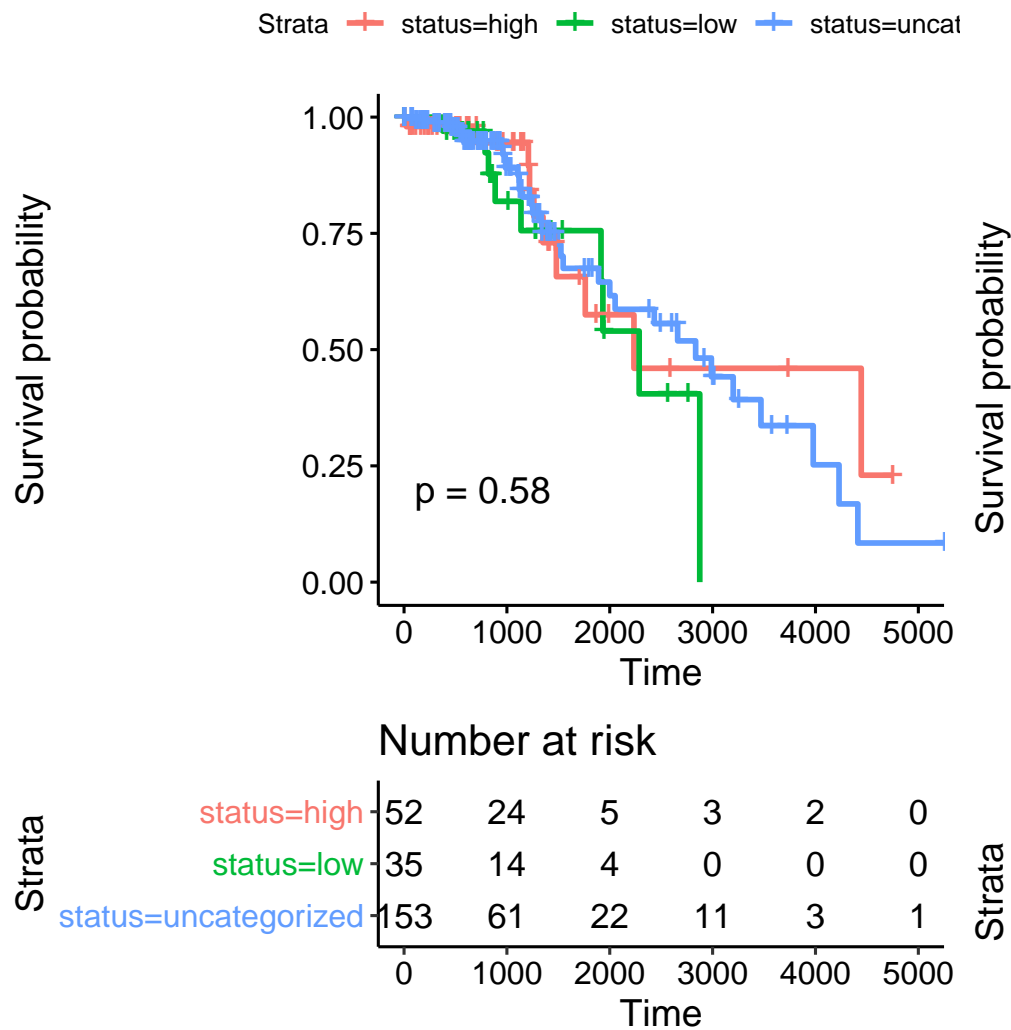 Strata status=high status=low status=uncat
Survival probability
1.00
0.75
0.50
0.25
0.00
p = 0.58
0 1000 2000 3000 4000 5000
Time
Survival probability
Number at risk
Strata
status=high 52 24 5 3 2 0
status=low 35 14 4 0 0 0
status=uncategorized 153 61 22 11 3 1
0 1000 2000 3000 4000 5000
Time
Strata